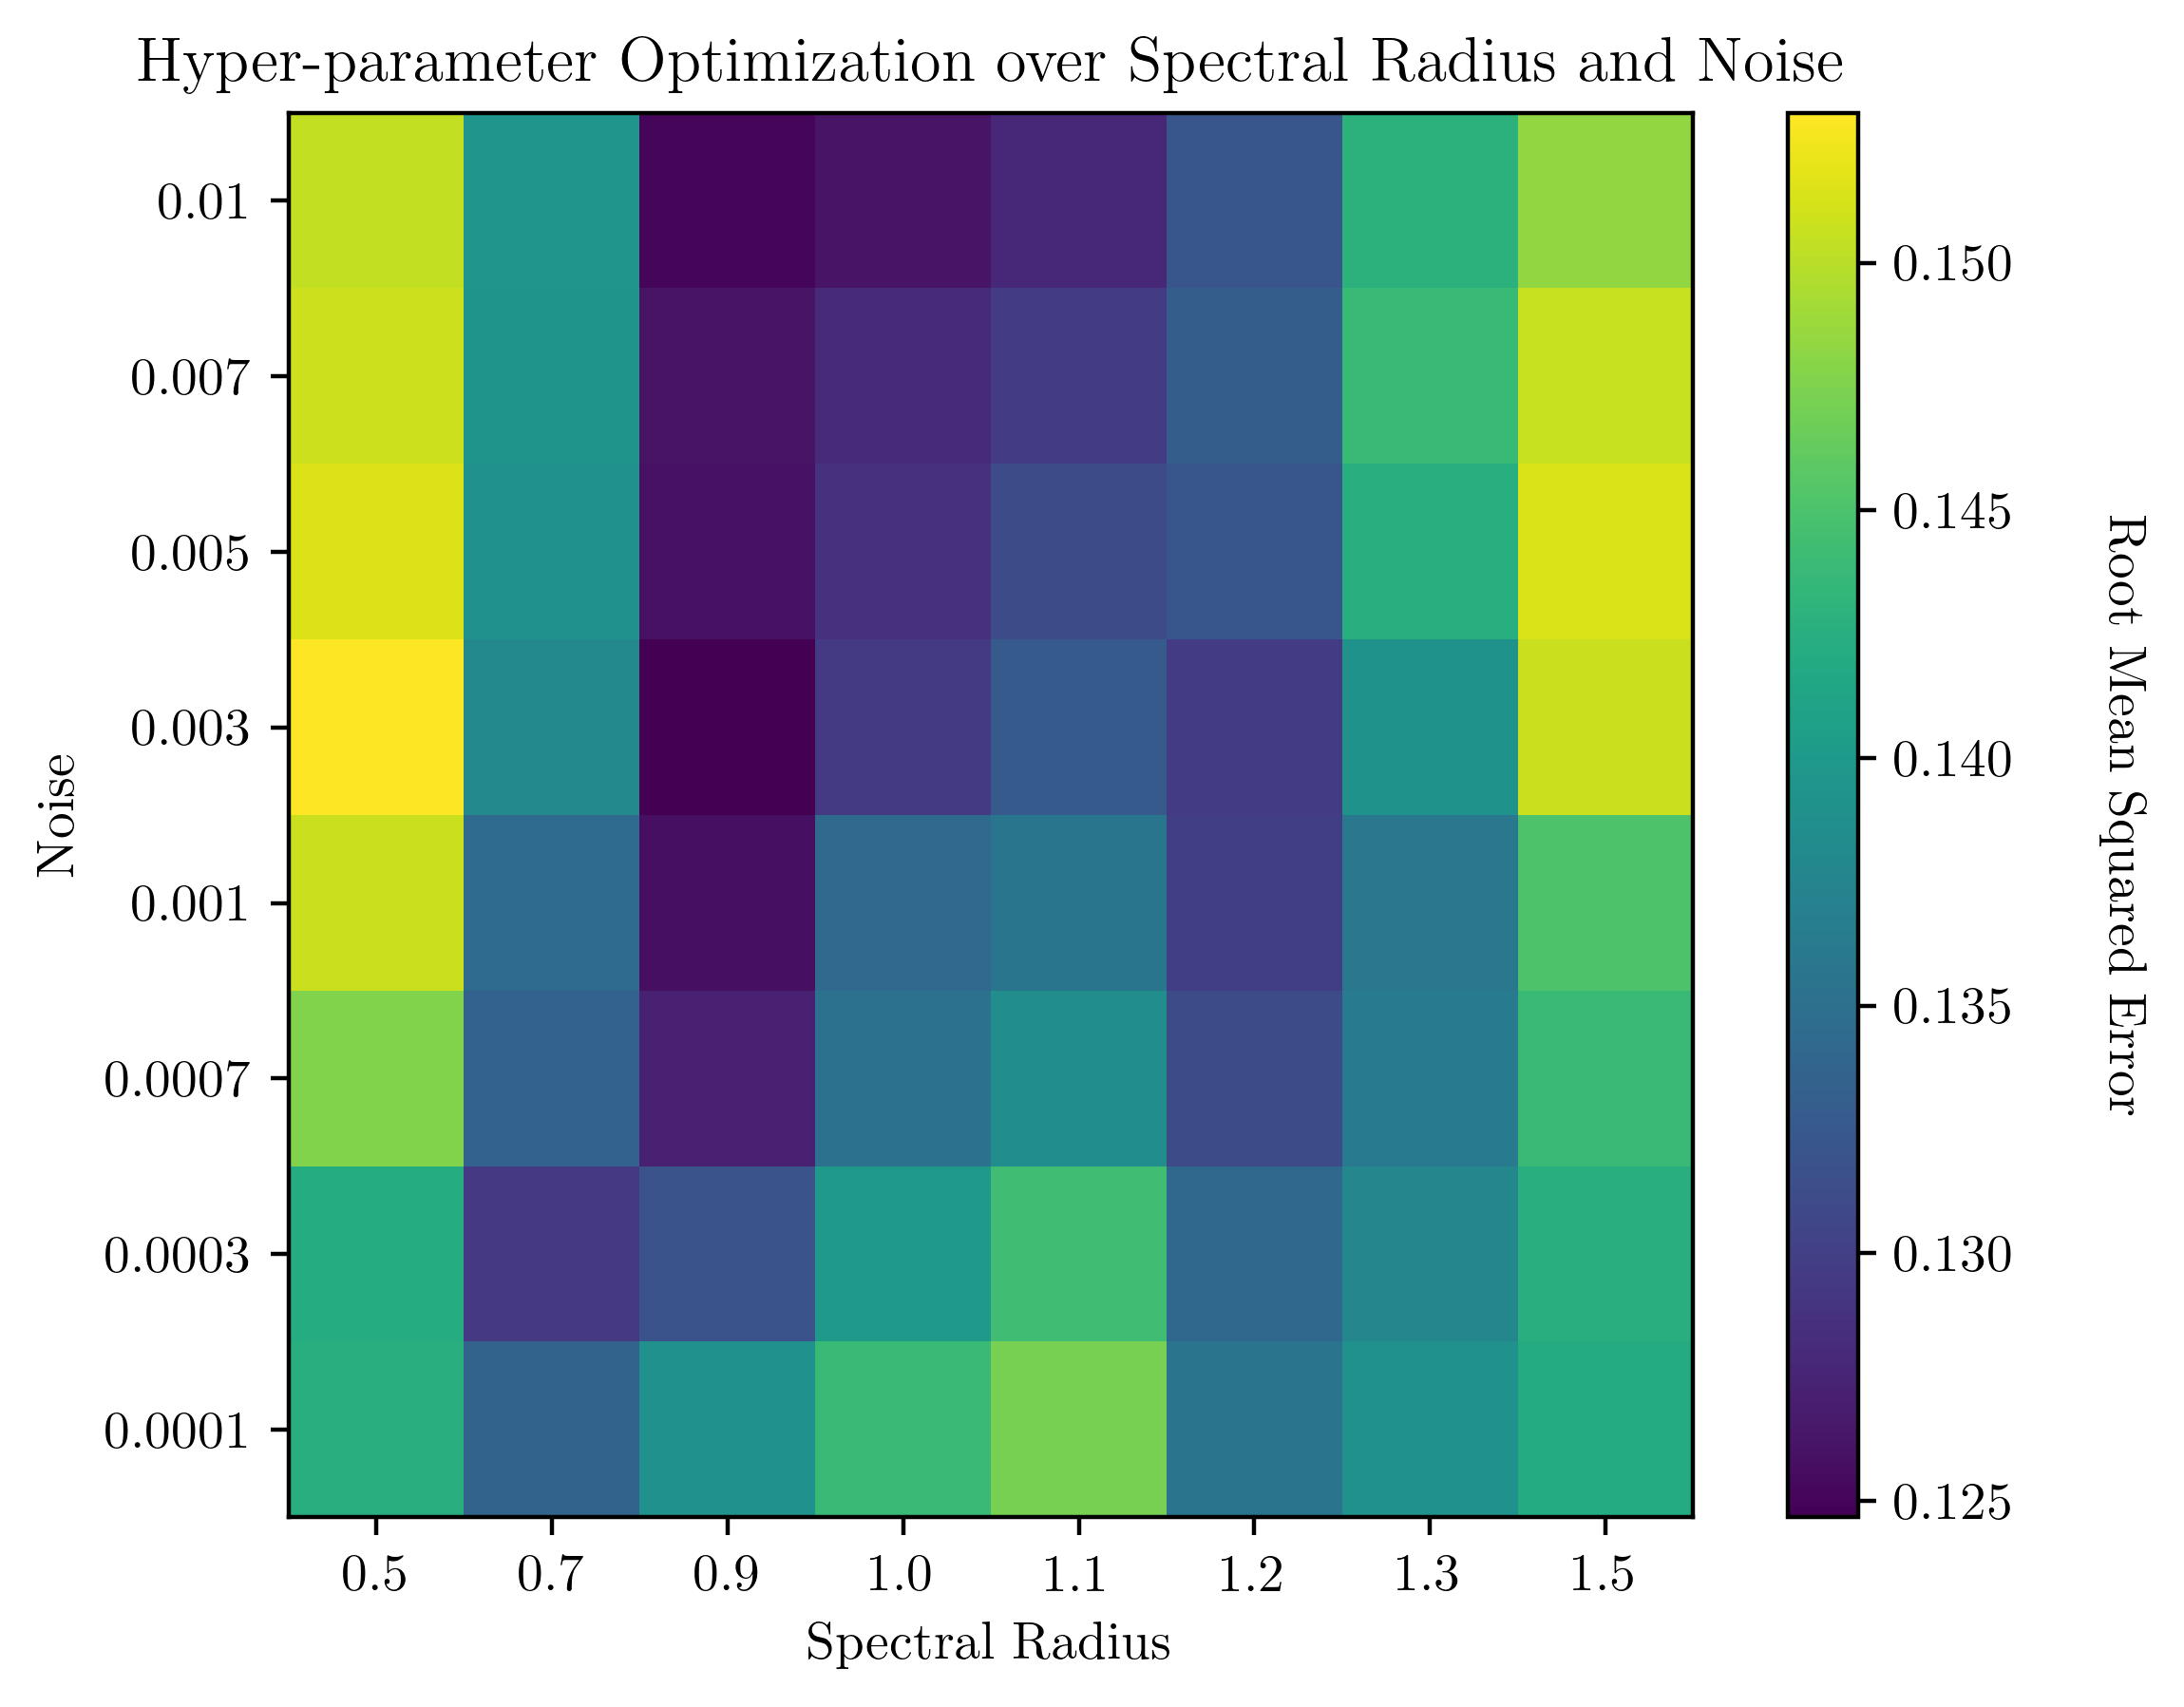 Hyper-parameter Optimization over Spectral Radius and Noise
Noise
0.01
0.007
0.005
0.003
0.001
0.0007
0.0003
0.0001
0.5 0.7 0.9 1.0 1.1 1.2 1.3 1.5
Spectral Radius
0.150
0.145
0.140
0.135
0.130
0.125
Root Mean Squared Error